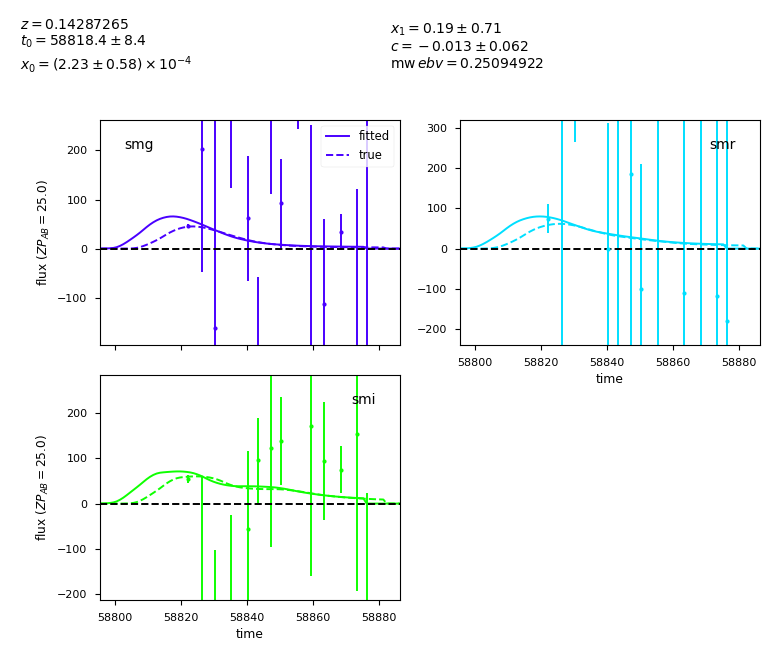 z = 0.14287265
t₀ = 58818.4 ± 8.4
x₀ = (2.23 ± 0.58) × 10⁻⁴
x₁ = 0.19 ± 0.71
c = −0.013 ± 0.062
mw ebv = 0.25094922
smg
fitted
true
200
100
0
−100
flux (ZP_AB = 25.0)
smr
300
200
100
0
−100
−200
58800 58820 58840 58860 58880
time
smi
200
100
0
−100
−200
flux (ZP_AB = 25.0)
58800 58820 58840 58860 58880
time